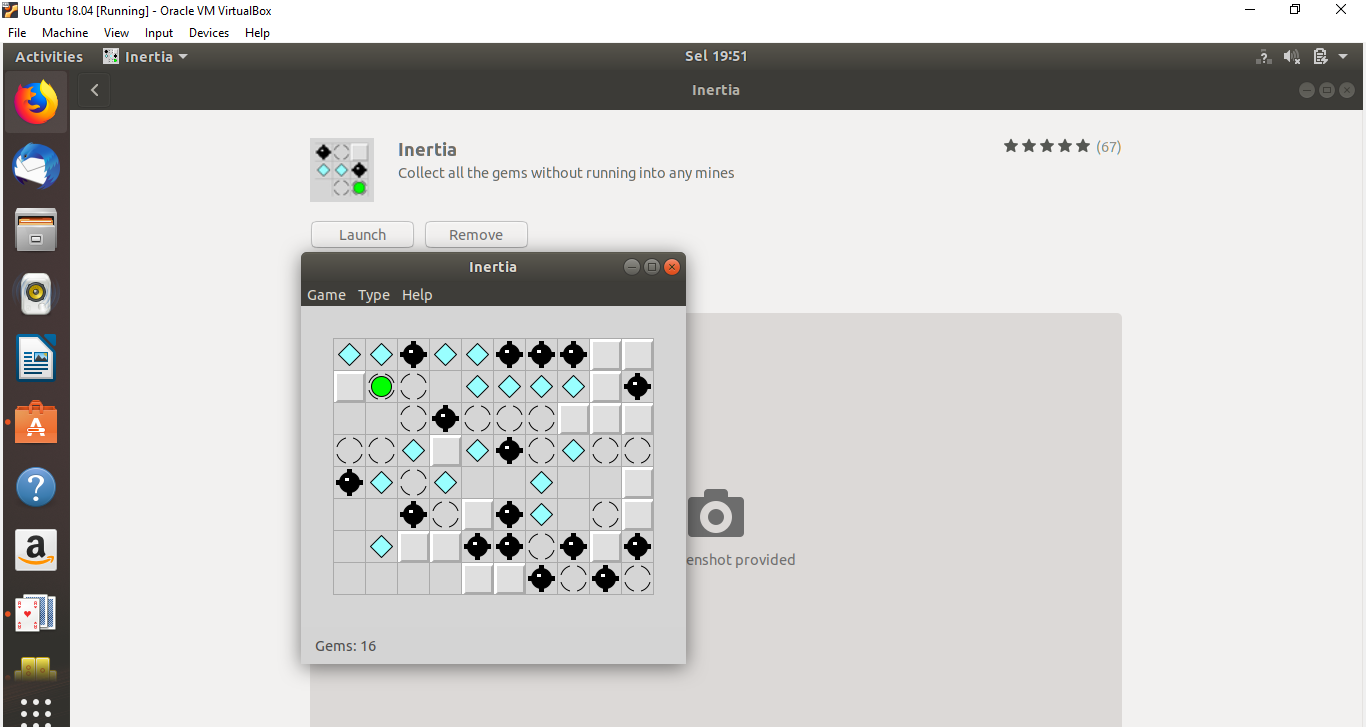 Ubuntu 18.04 [Running] - Oracle VM VirtualBox
File Machine View Input Devices Help
Activities Inertia Sel 19:51
Inertia
Inertia
(67)
Collect all the gems without running into any mines
Launch Remove
Inertia
Game Type Help
enshot provided
Gems: 16